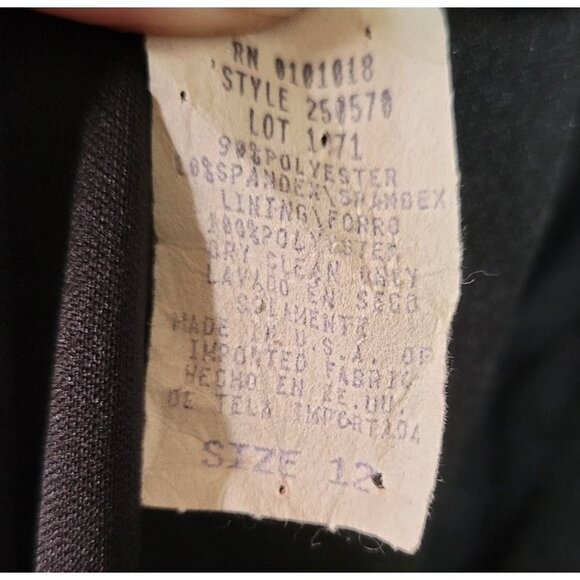 RN 0101018
STYLE 250570
LOT 1471
90%POLYESTER
10%SPANDEX\SPANDEX
LINING\FORRO
100%POLYESTER
DRY CLEAN ONLY
LAVADO EN SECO
SOLAMENTE
MADE IN U.S.A. OF
IMPORTED FABRIC
HECHO EN EE.UU.
DE TELA IMPORTADA
SIZE 12